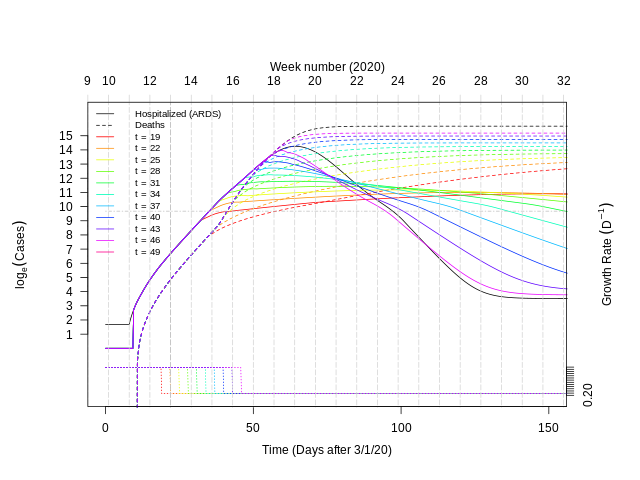 Week number (2020)
9 10 12 14 16 18 20 22 24 26 28 29 30 32
Hospitalized (ARDS)
Deaths
t = 19
t = 22
t = 25
t = 28
t = 31
t = 34
t = 37
t = 40
t = 43
t = 46
t = 49
15
14
13
12
11
10
9
8
7
6
5
4
3
2
1
loge(Cases)
Growth Rate (D−1)
0.20
0 50 100 150
Time (Days after 3/1/20)